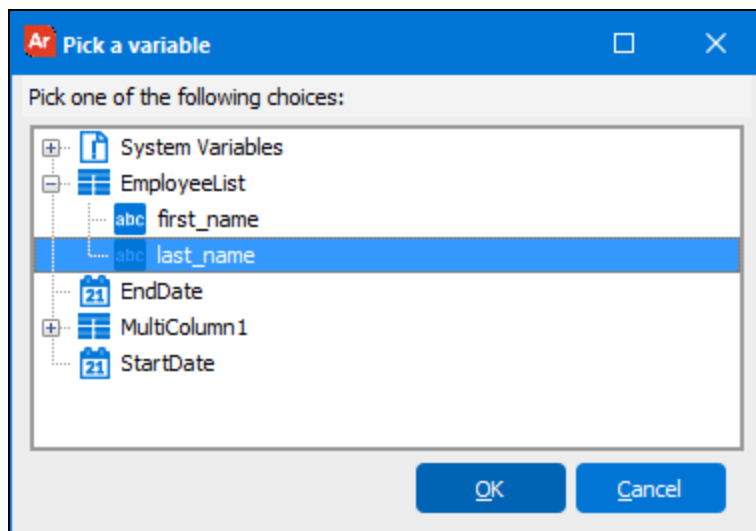 Ar Pick a variable
Pick one of the following choices:
System Variables
EmployeeList
abc first_name
abc last_name
21 EndDate
MultiColumn1
21 StartDate
OK Cancel